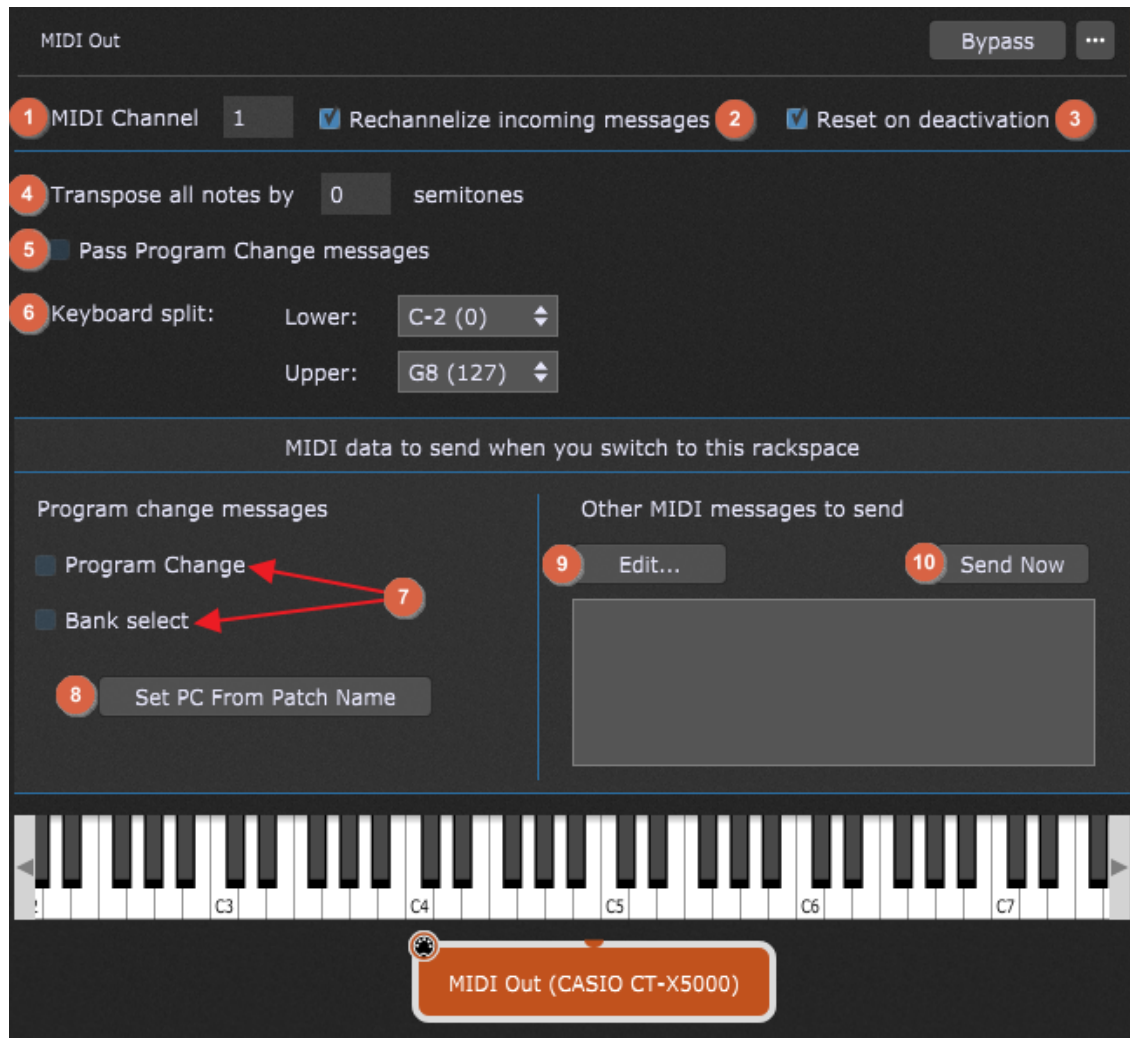 MIDI Out Bypass ...
1 MIDI Channel 1 Rechannelize incoming messages 2 Reset on deactivation 3
4 Transpose all notes by 0 semitones
5 Pass Program Change messages
6 Keyboard split: Lower: C-2 (0)
Upper: G8 (127)
MIDI data to send when you switch to this rackspace
Program change messages
Program Change
7
Bank select
8 Set PC From Patch Name
Other MIDI messages to send
9 Edit... 10 Send Now
C3 C4 C5 C6 C7
MIDI Out (CASIO CT-X5000)